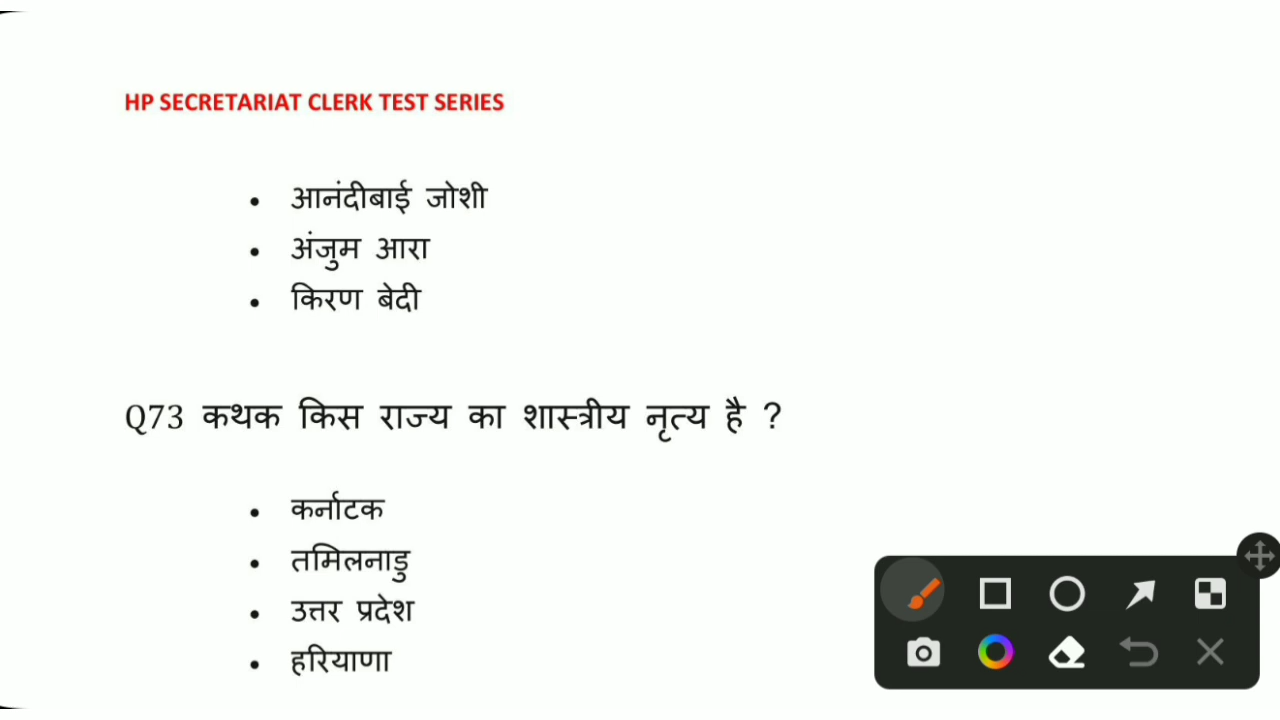 HP SECRETARIAT CLERK TEST SERIES
• आनंदीबाई जोशी
• अंजुम आरा
• किरण बेदी
Q73 कथक किस राज्य का शास्त्रीय नृत्य है ?
• कर्नाटक
• तमिलनाडु
• उत्तर प्रदेश
• हरियाणा